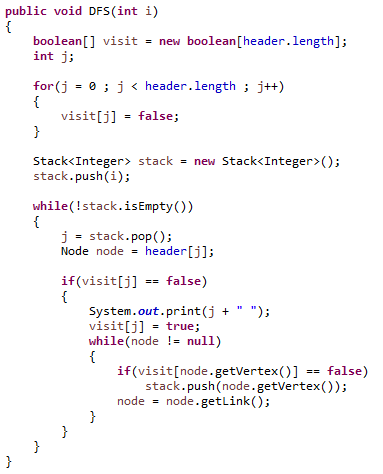 public void DFS(int i)
{
    boolean[] visit = new boolean[header.length];
    int j;

    for(j = 0 ; j < header.length ; j++)
    {
        visit[j] = false;
    }

    Stack<Integer> stack = new Stack<Integer>();
    stack.push(i);

    while(!stack.isEmpty())
    {
        j = stack.pop();
        Node node = header[j];

        if(visit[j] == false)
        {
            System.out.print(j + " ");
            visit[j] = true;
            while(node != null)
            {
                if(visit[node.getVertex()] == false)
                    stack.push(node.getVertex());
                node = node.getLink();
            }
        }
    }
}